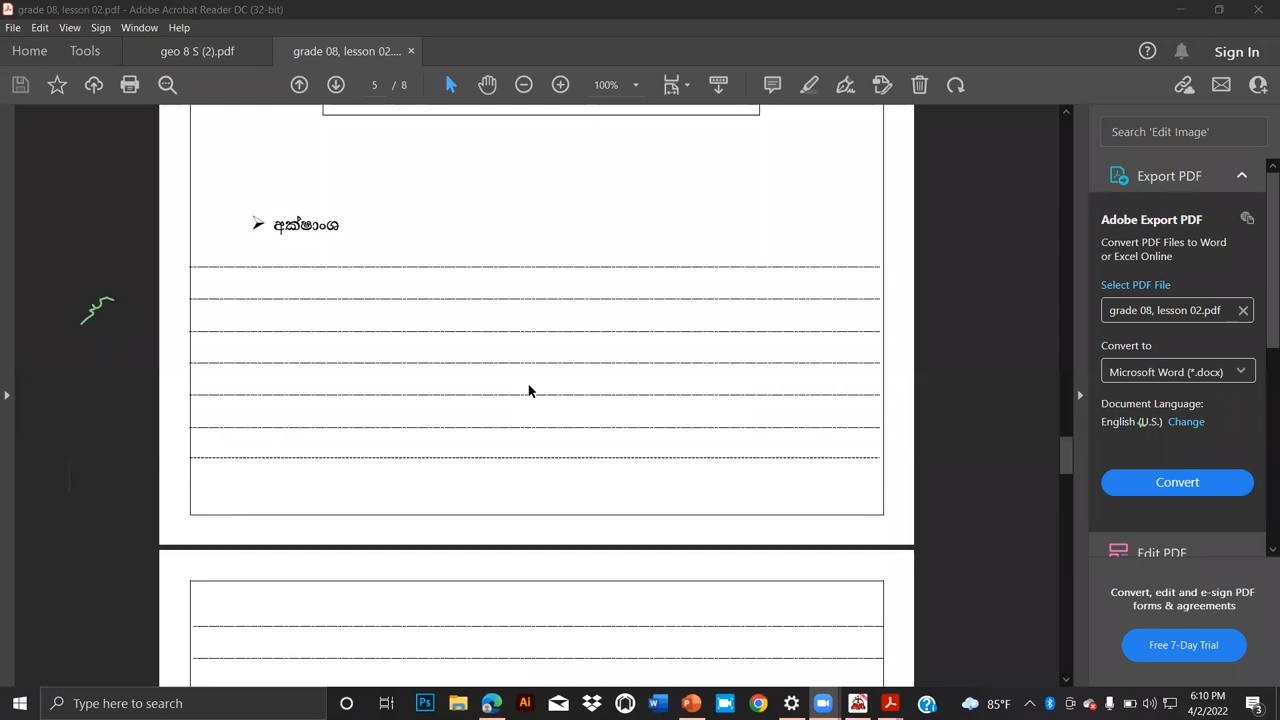 grade 08, lesson 02.pdf - Adobe Acrobat Reader DC (32-bit)
File Edit View Sign Window Help
Home Tools geo 8 S (2).pdf grade 08, lesson 02.... × Sign In
5 / 8 100%
Search 'Edit Image'
Export PDF
Adobe Export PDF
Convert PDF Files to Word
or Excel Online
Select PDF File
grade 08, lesson 02.pdf
Convert to
Microsoft Word (*.docx)
Document Language:
English (U.S.) Change
Convert
Edit PDF
Convert, edit and e-sign PDF
forms & agreements
Free 7-Day Trial
අක්ෂාංශ
Type here to search
85°F
6:10 PM
4/2/2022
3